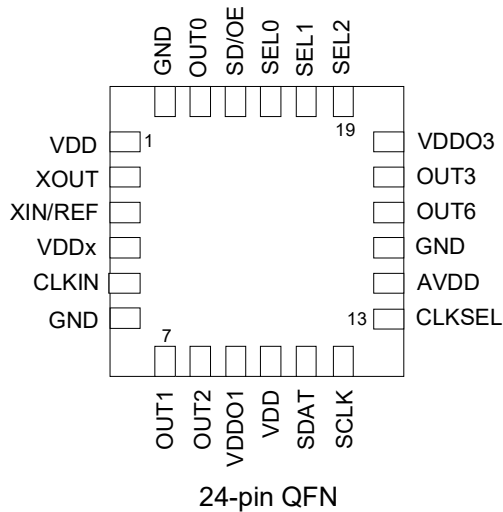 GND
OUT0
SD/OE
SEL0
SEL1
SEL2
VDD
1
19
VDDO3
XOUT
OUT3
XIN/REF
OUT6
VDDx
GND
CLKIN
AVDD
GND
7
13
CLKSEL
OUT1
OUT2
VDDO1
VDD
SDAT
SCLK
24-pin QFN